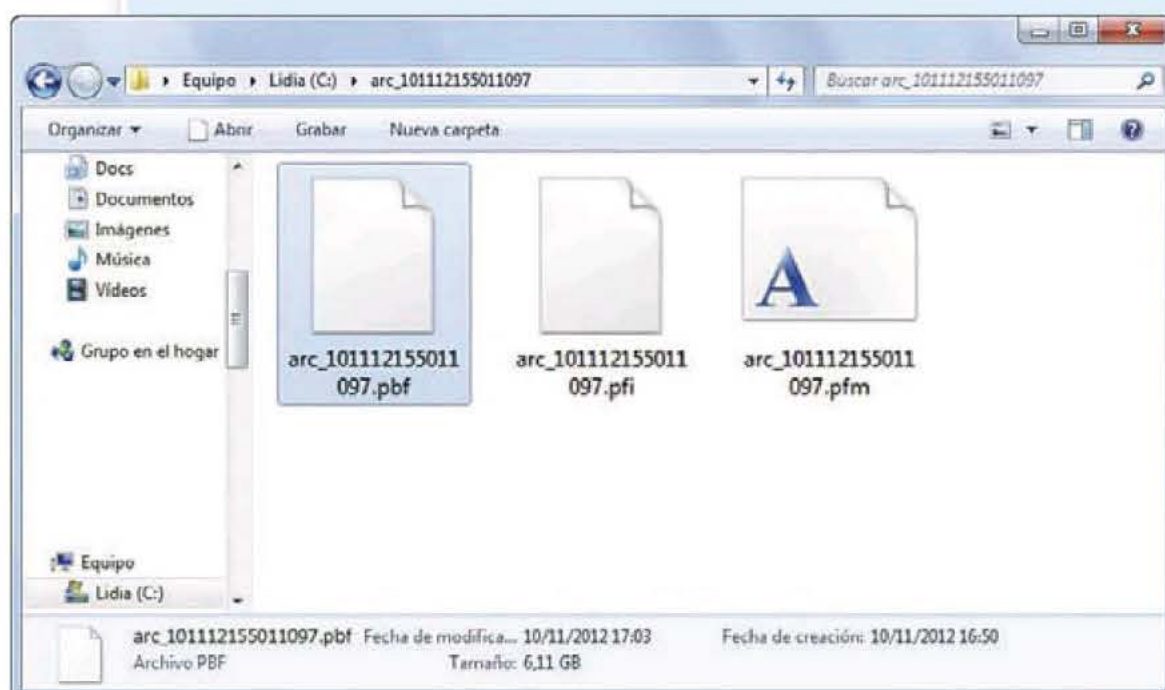 Equipo ▸ Lidia (C:) ▸ arc_101112155011097
Buscar arc_101112155011097
Organizar Abrir Grabar Nueva carpeta
Docs
Documentos
Imágenes
Música
Vídeos
Grupo en el hogar
Equipo
Lidia (C:)
arc_101112155011
097.pbf
arc_101112155011
097.pfi
arc_101112155011
097.pfm
arc_101112155011097.pbf Fecha de modifica... 10/11/2012 17:03 Fecha de creación: 10/11/2012 16:50
Archivo PBF Tamaño: 6,11 GB